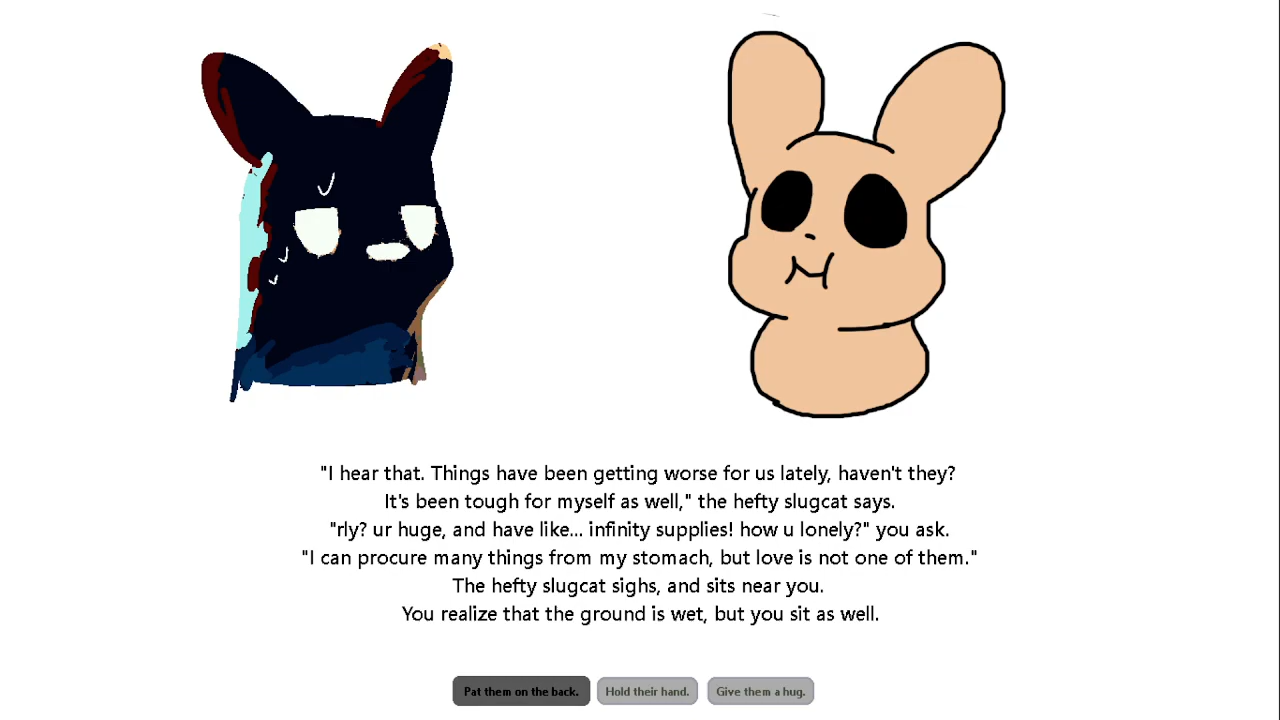 "I hear that. Things have been getting worse for us lately, haven't they?
It's been tough for myself as well," the hefty slugcat says.
"rly? ur huge, and have like... infinity supplies! how u lonely?" you ask.
"I can procure many things from my stomach, but love is not one of them."
The hefty slugcat sighs, and sits near you.
You realize that the ground is wet, but you sit as well.
Pat them on the back. Hold their hand. Give them a hug.